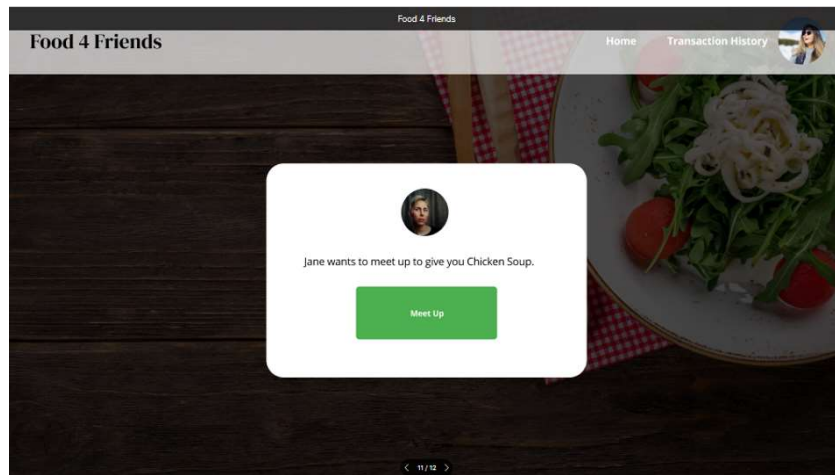 Food 4 Friends
Food 4 Friends
Home
Transaction History
Jane wants to meet up to give you Chicken Soup.
Meet Up
11 / 12